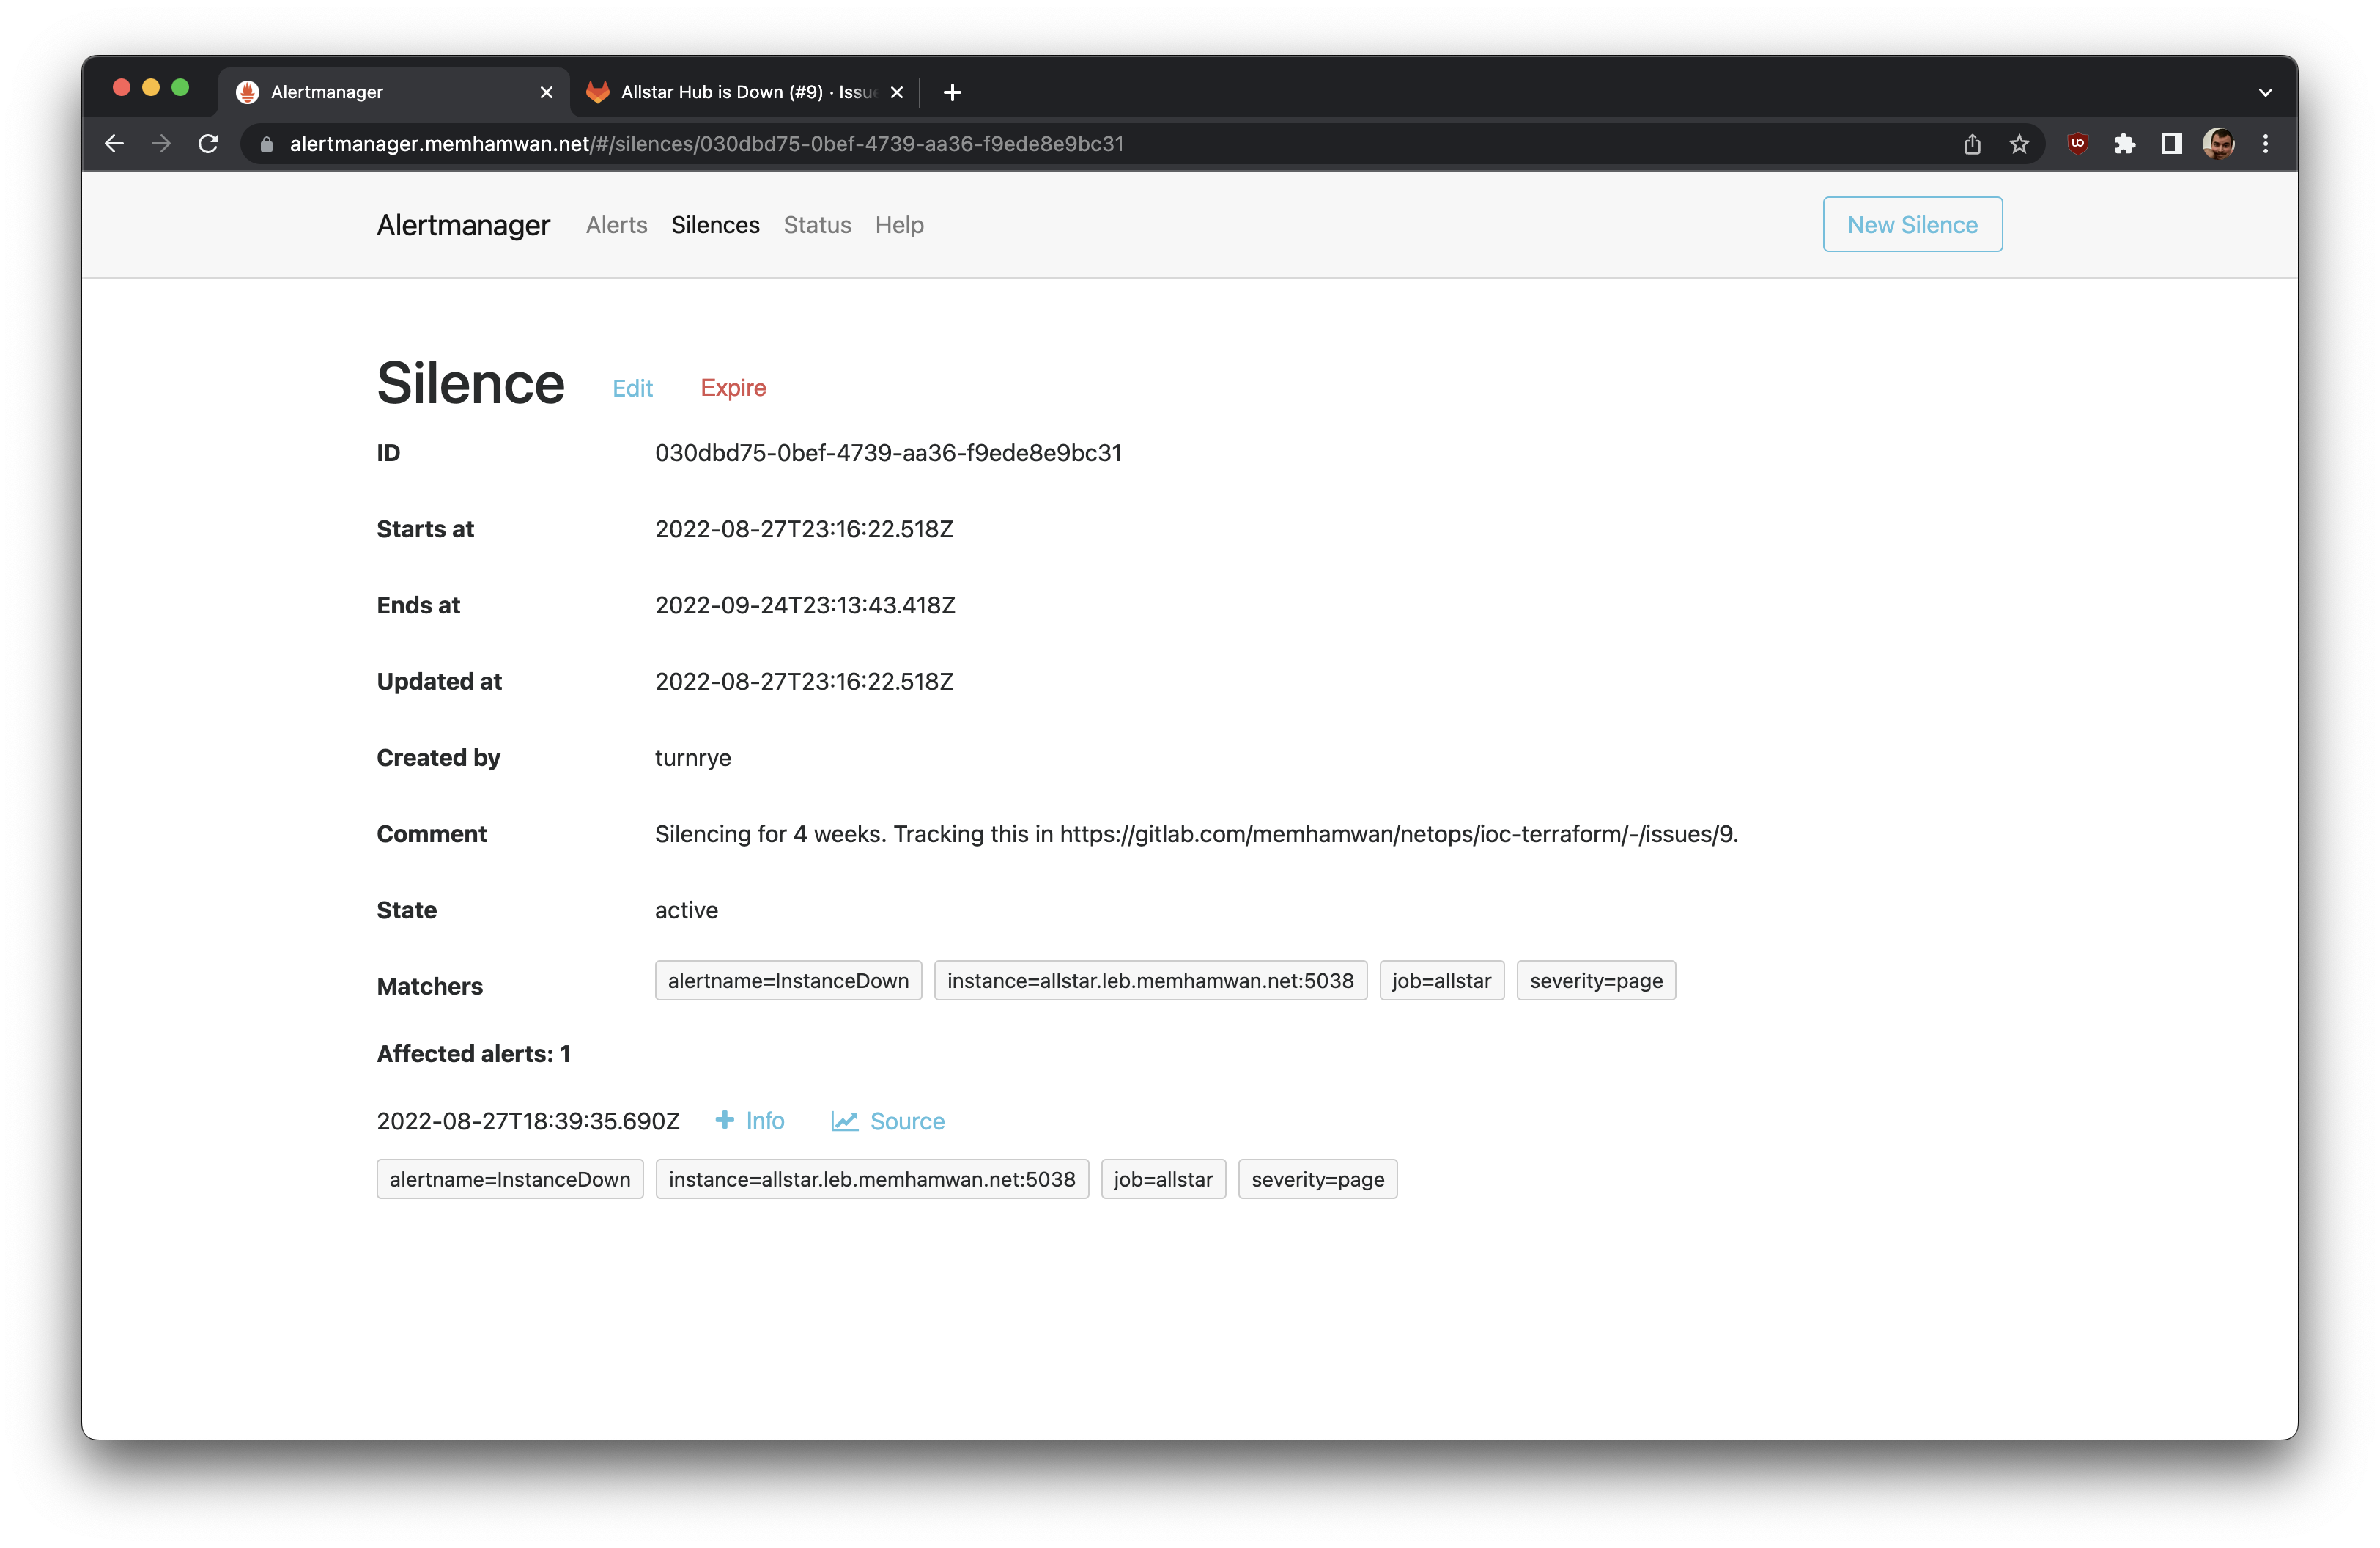 Alertmanager
Allstar Hub is Down (#9) · Issue
alertmanager.memhamwan.net/#/silences/030dbd75-0bef-4739-aa36-f9ede8e9bc31
Alertmanager Alerts Silences Status Help New Silence
Silence Edit Expire
ID 030dbd75-0bef-4739-aa36-f9ede8e9bc31
Starts at 2022-08-27T23:16:22.518Z
Ends at 2022-09-24T23:13:43.418Z
Updated at 2022-08-27T23:16:22.518Z
Created by turnrye
Comment Silencing for 4 weeks. Tracking this in https://gitlab.com/memhamwan/netops/ioc-terraform/-/issues/9.
State active
Matchers alertname=InstanceDown instance=allstar.leb.memhamwan.net:5038 job=allstar severity=page
Affected alerts: 1
2022-08-27T18:39:35.690Z Info Source
alertname=InstanceDown instance=allstar.leb.memhamwan.net:5038 job=allstar severity=page